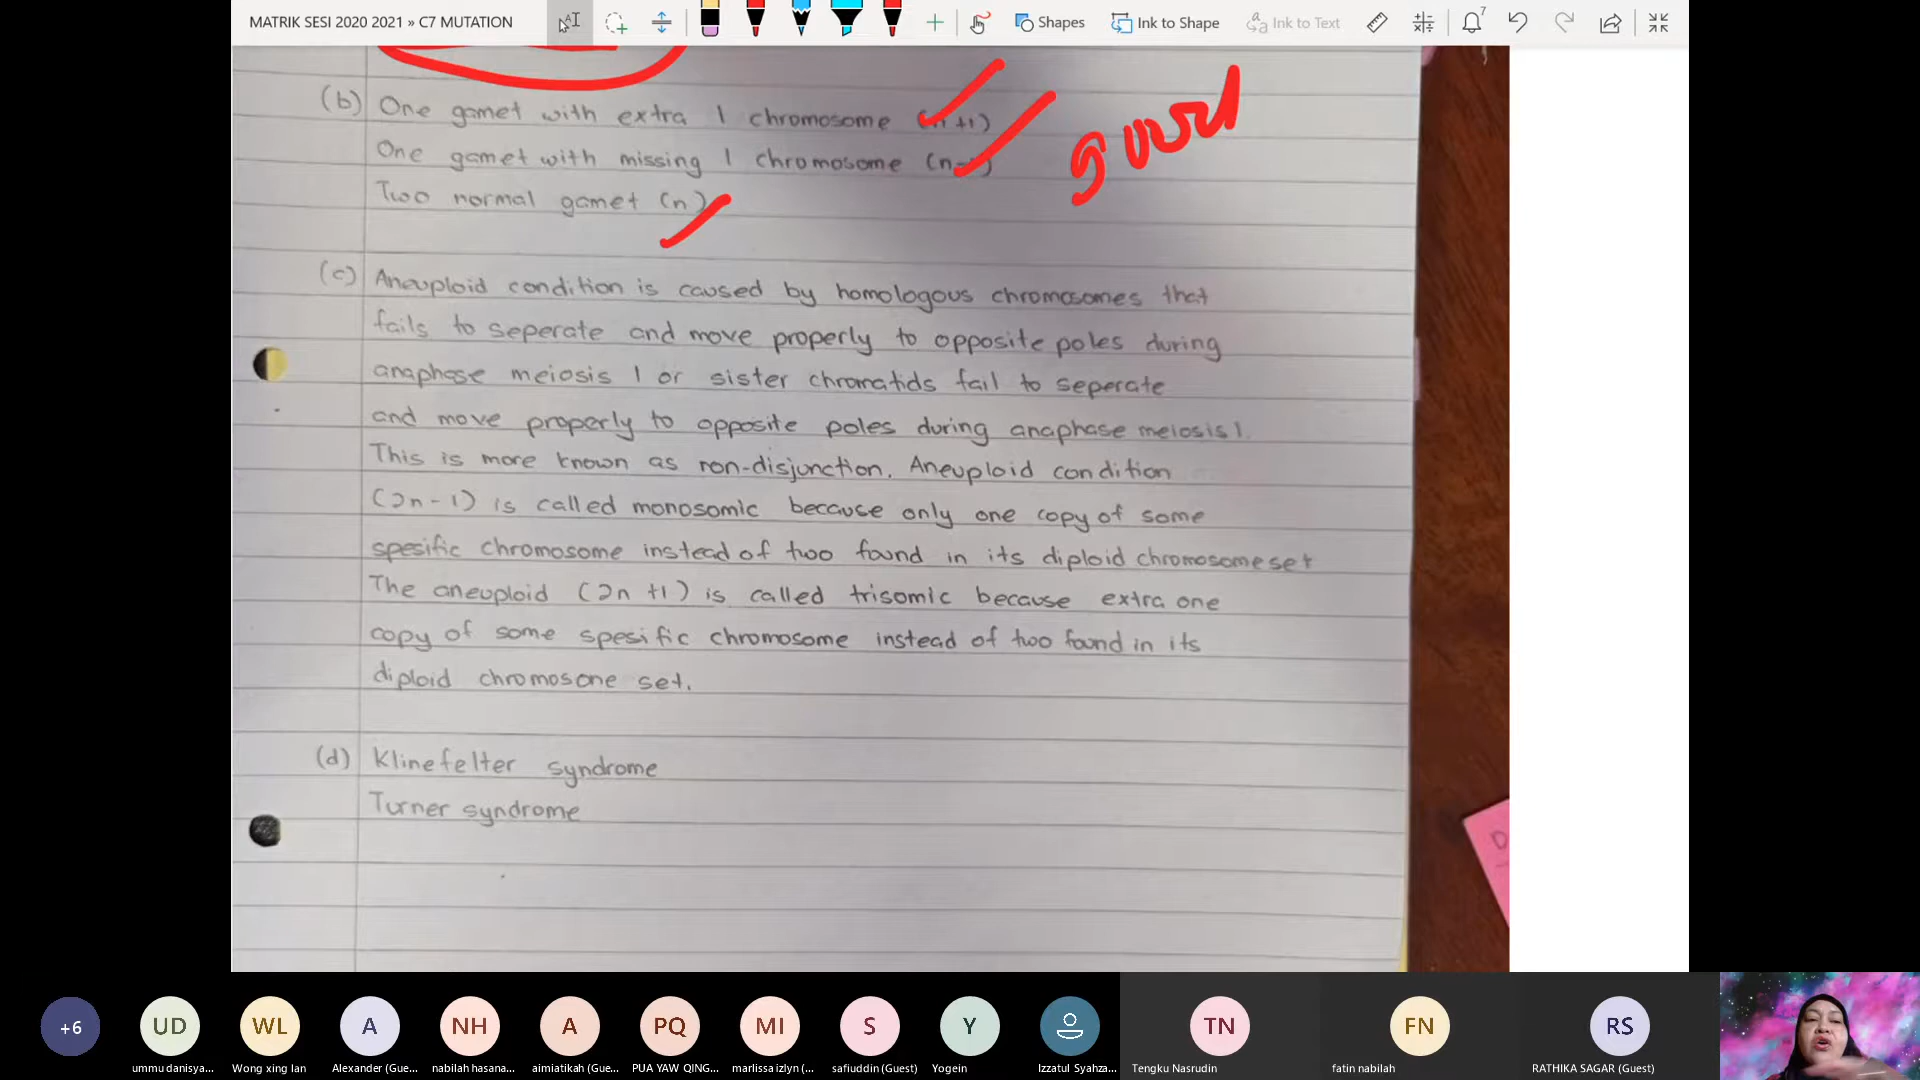 MATRIK SESI 2020 2021 » C7 MUTATION
Shapes
Ink to Shape
Ink to Text
7
(b) One gamet with extra 1 chromosome (n+1)
One gamet with missing 1 chromosome (n-1)
Two normal gamet (n)
good
(c) Aneuploid condition is caused by homologous chromosomes that
fails to seperate and move properly to opposite poles during
anaphase meiosis 1 or sister chromatids fail to seperate
and move properly to opposite poles during anaphase meiosis 1.
This is more known as non-disjunction. Aneuploid condition
(2n-1) is called monosomic because only one copy of some
spesific chromosome instead of two found in its diploid chromosome set
The aneuploid (2n +1) is called trisomic because extra one
copy of some spesific chromosome instead of two found in its
diploid chromosone set.
(d) Klinefelter syndrome
Turner syndrome
D
+6
UD
WL
A
NH
A
PQ
MI
S
Y
TN
FN
RS
ummu danisya...
Wong xing lan
Alexander (Gue...
nabilah hasana...
aimiatikah (Gue...
PUA YAW QING...
marlissa izlyn (...
safiuddin (Guest)
Yogein
Izzatul Syahza...
Tengku Nasrudin
fatin nabilah
RATHIKA SAGAR (Guest)